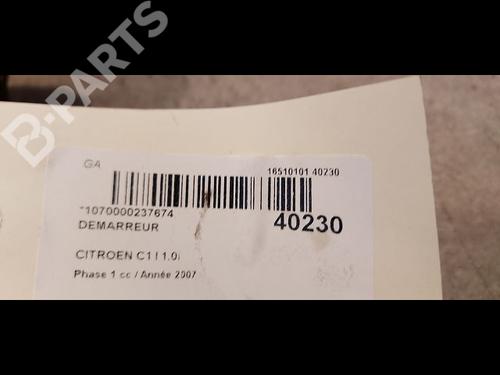 B-PARTS
GA
16510101 40230
*1070000237674
40230
DEMARREUR
CITROEN C1 I 1.0i
Phase 1 cc / Année 2007